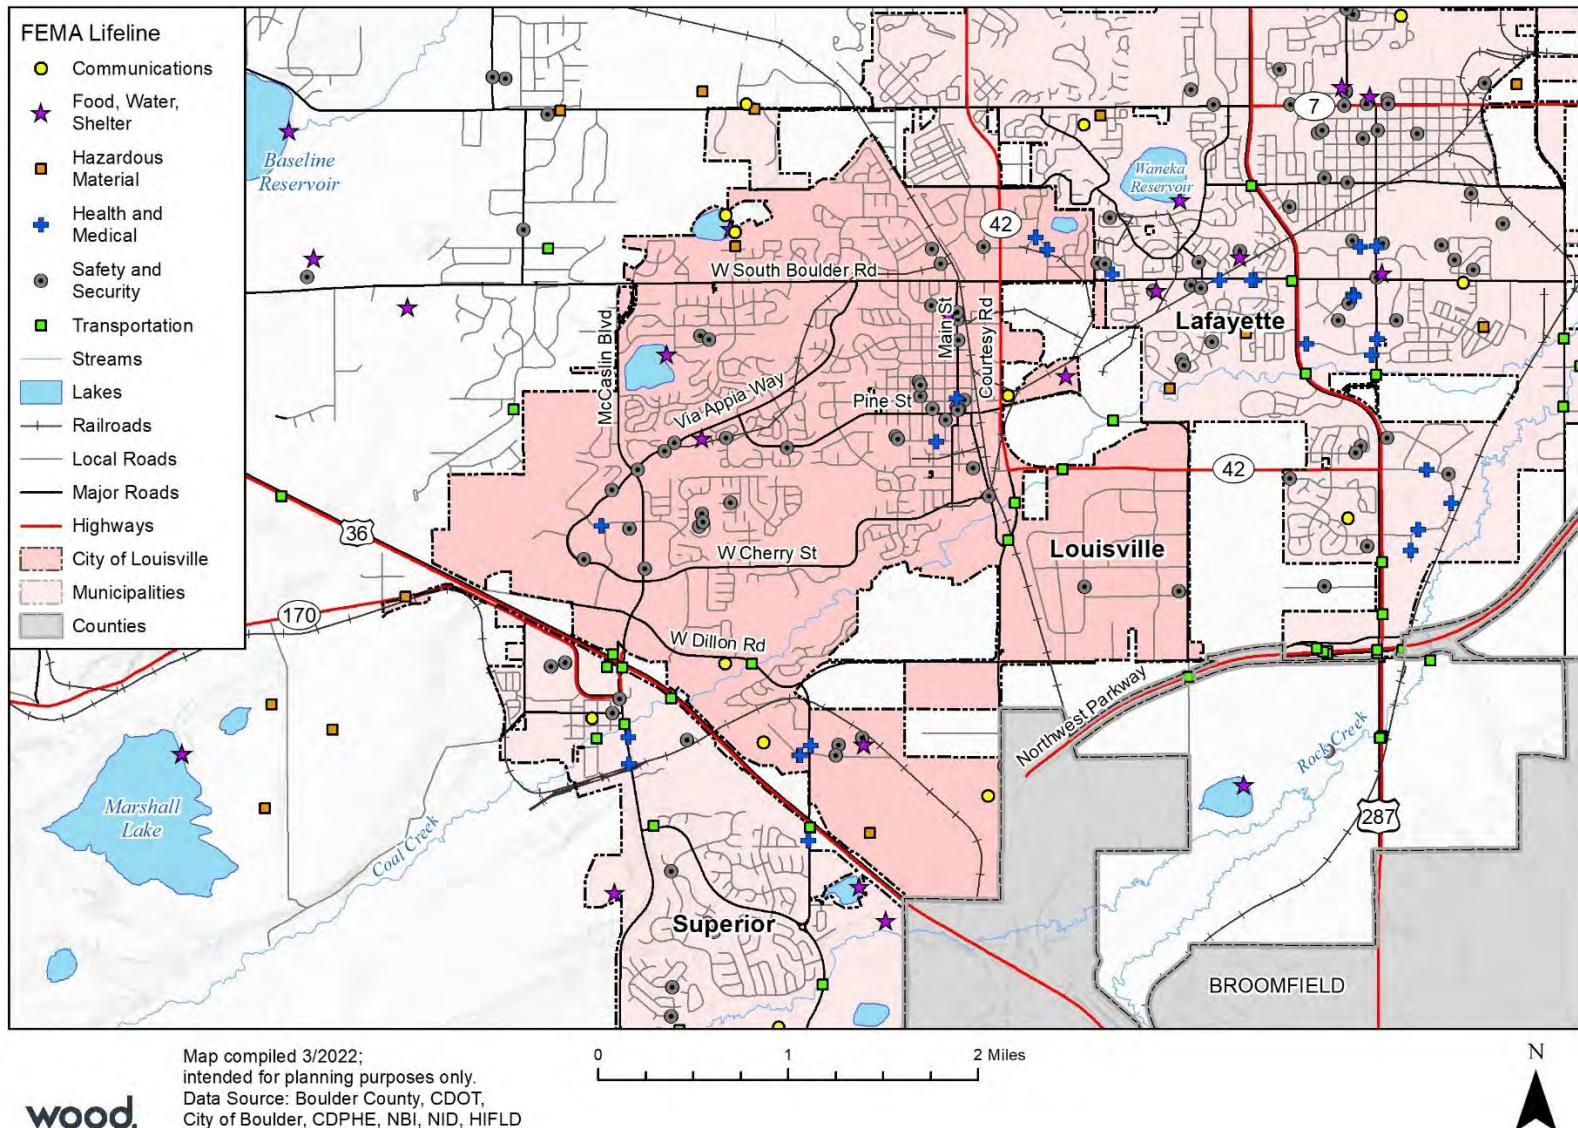 FEMA Lifeline
Communications
Food, Water,
Shelter
Hazardous
Material
Health and
Medical
Safety and
Security
Transportation
Streams
Lakes
Railroads
Local Roads
Major Roads
Highways
City of Louisville
Municipalities
Counties
Baseline
Reservoir
Waneka
Reservoir
7
42
W South Boulder Rd
McCaslin Blvd
Main St
Courtesy Rd
Lafayette
Via Appia Way
Pine St
42
36
W Cherry St
Louisville
170
W Dillon Rd
Northwest Parkway
Rock Creek
Marshall
Lake
Coal Creek
287
Superior
BROOMFIELD
Map compiled 3/2022;
intended for planning purposes only.
Data Source: Boulder County, CDOT,
City of Boulder, CDPHE, NBI, NID, HIFLD
wood.
0 1 2 Miles
N